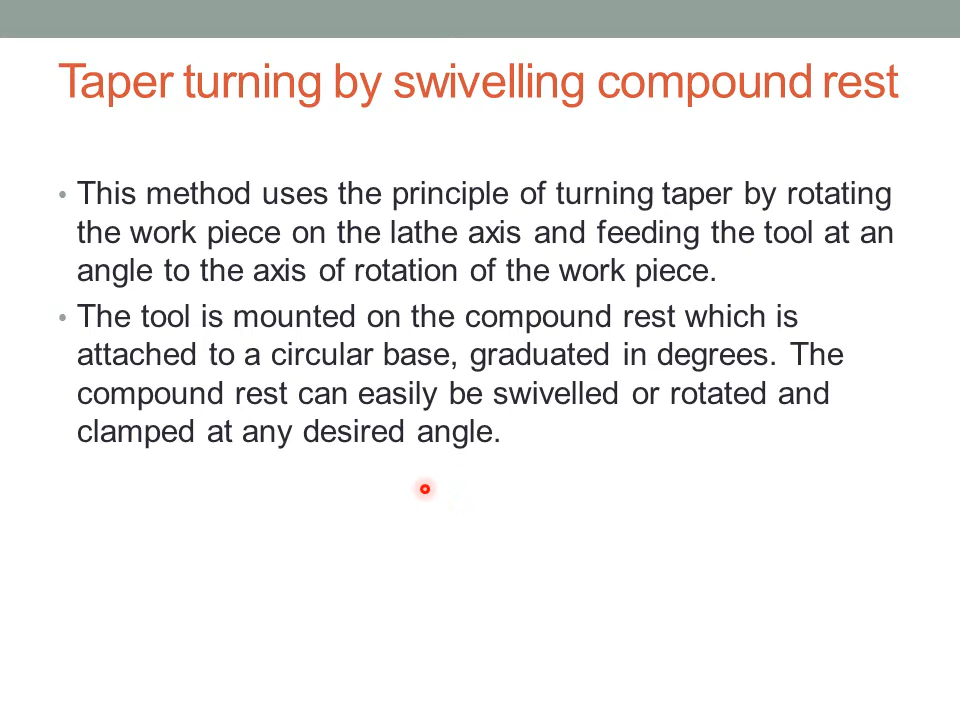 Taper turning by swivelling compound rest
• This method uses the principle of turning taper by rotating
the work piece on the lathe axis and feeding the tool at an
angle to the axis of rotation of the work piece.
• The tool is mounted on the compound rest which is
attached to a circular base, graduated in degrees. The
compound rest can easily be swivelled or rotated and
clamped at any desired angle.